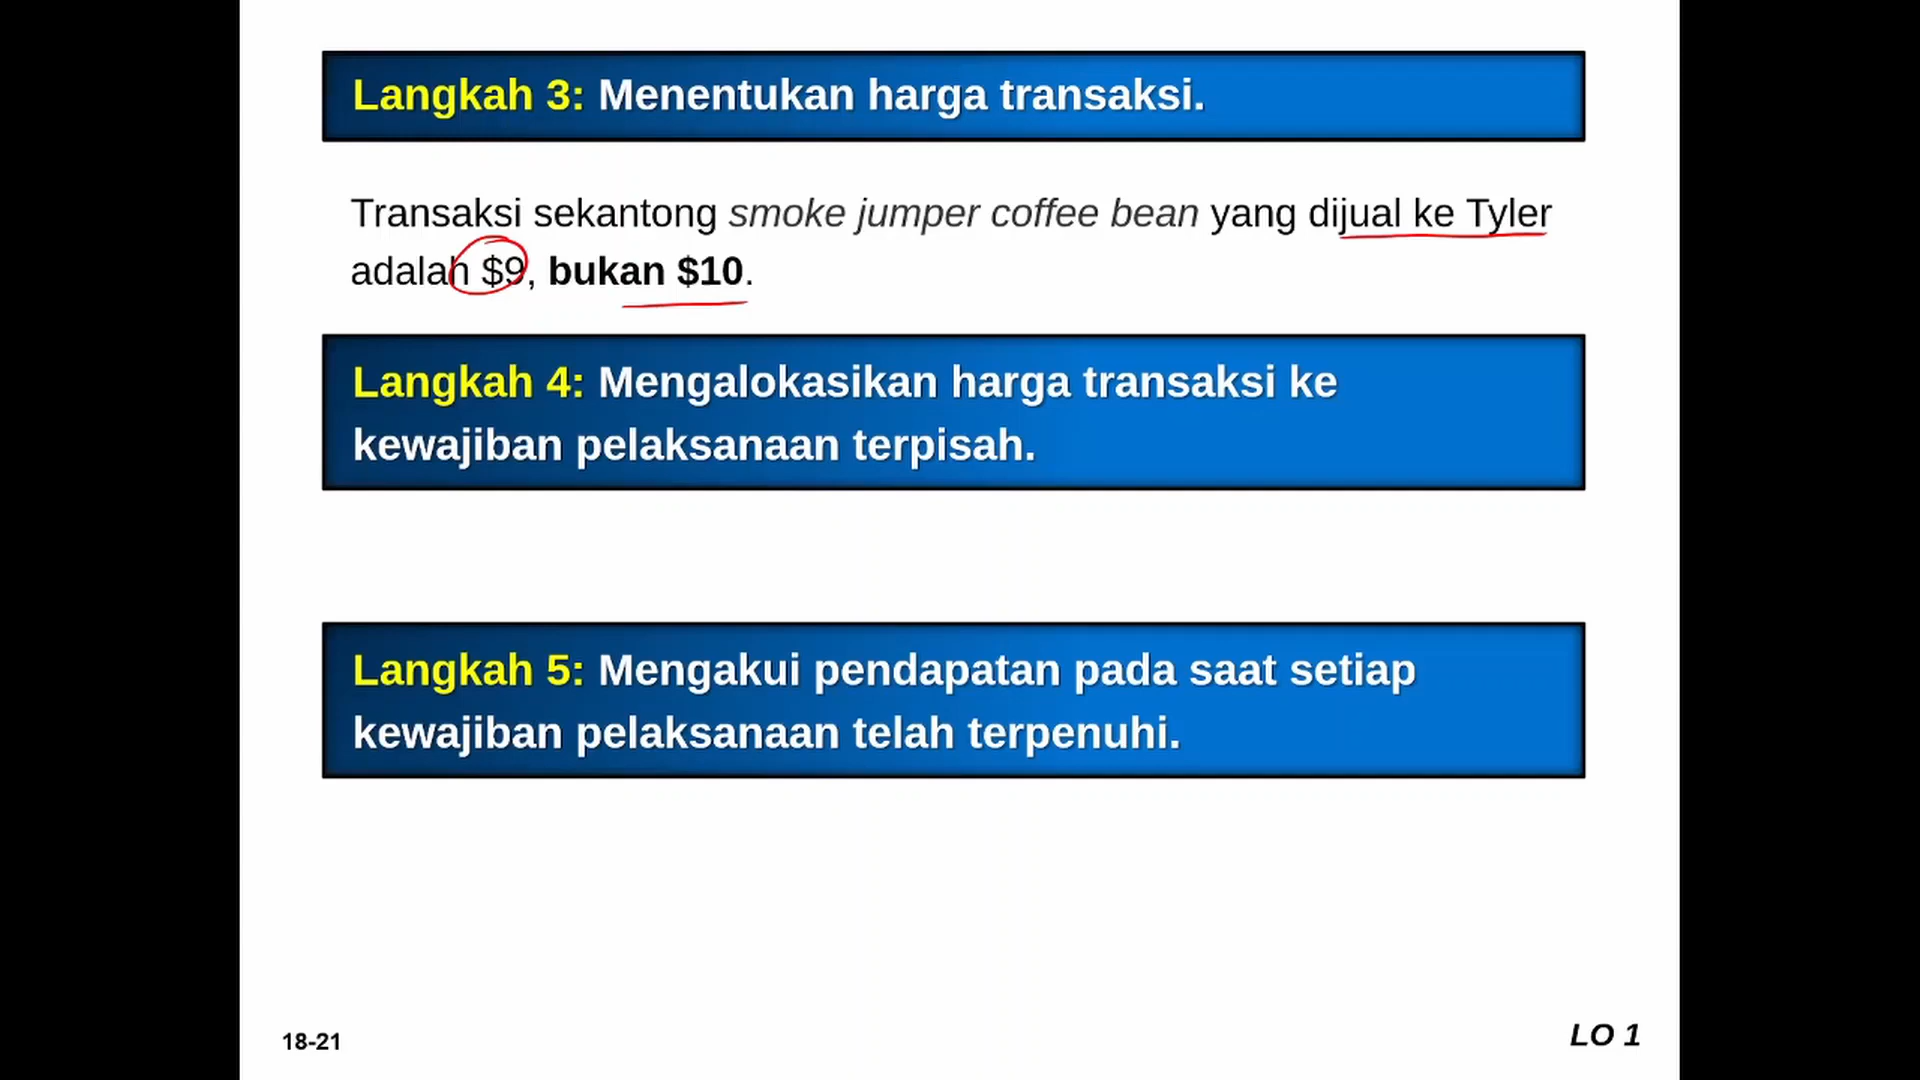 Langkah 3: Menentukan harga transaksi.
Transaksi sekantong smoke jumper coffee bean yang dijual ke Tyler
adalah $9, bukan $10.
Langkah 4: Mengalokasikan harga transaksi ke
kewajiban pelaksanaan terpisah.
Langkah 5: Mengakui pendapatan pada saat setiap
kewajiban pelaksanaan telah terpenuhi.
18-21
LO 1